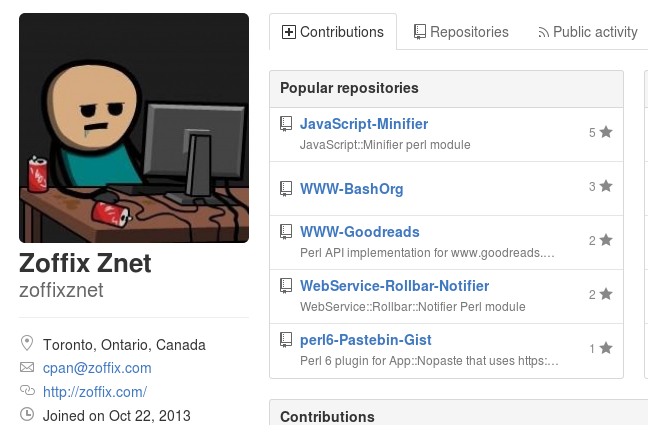 Zoffix Znet
zoffixznet
Toronto, Ontario, Canada
cpan@zoffix.com
http://zoffix.com/
Joined on Oct 22, 2013
Contributions
Repositories
Public activity
Popular repositories
JavaScript-Minifier
5
JavaScript::Minifier perl module
WWW-BashOrg
3
WWW-Goodreads
2
Perl API implementation for www.goodreads.…
WebService-Rollbar-Notifier
2
WebService::Rollbar::Notifier Perl module
perl6-Pastebin-Gist
1
Perl 6 plugin for App::Nopaste that uses https:…
Contributions